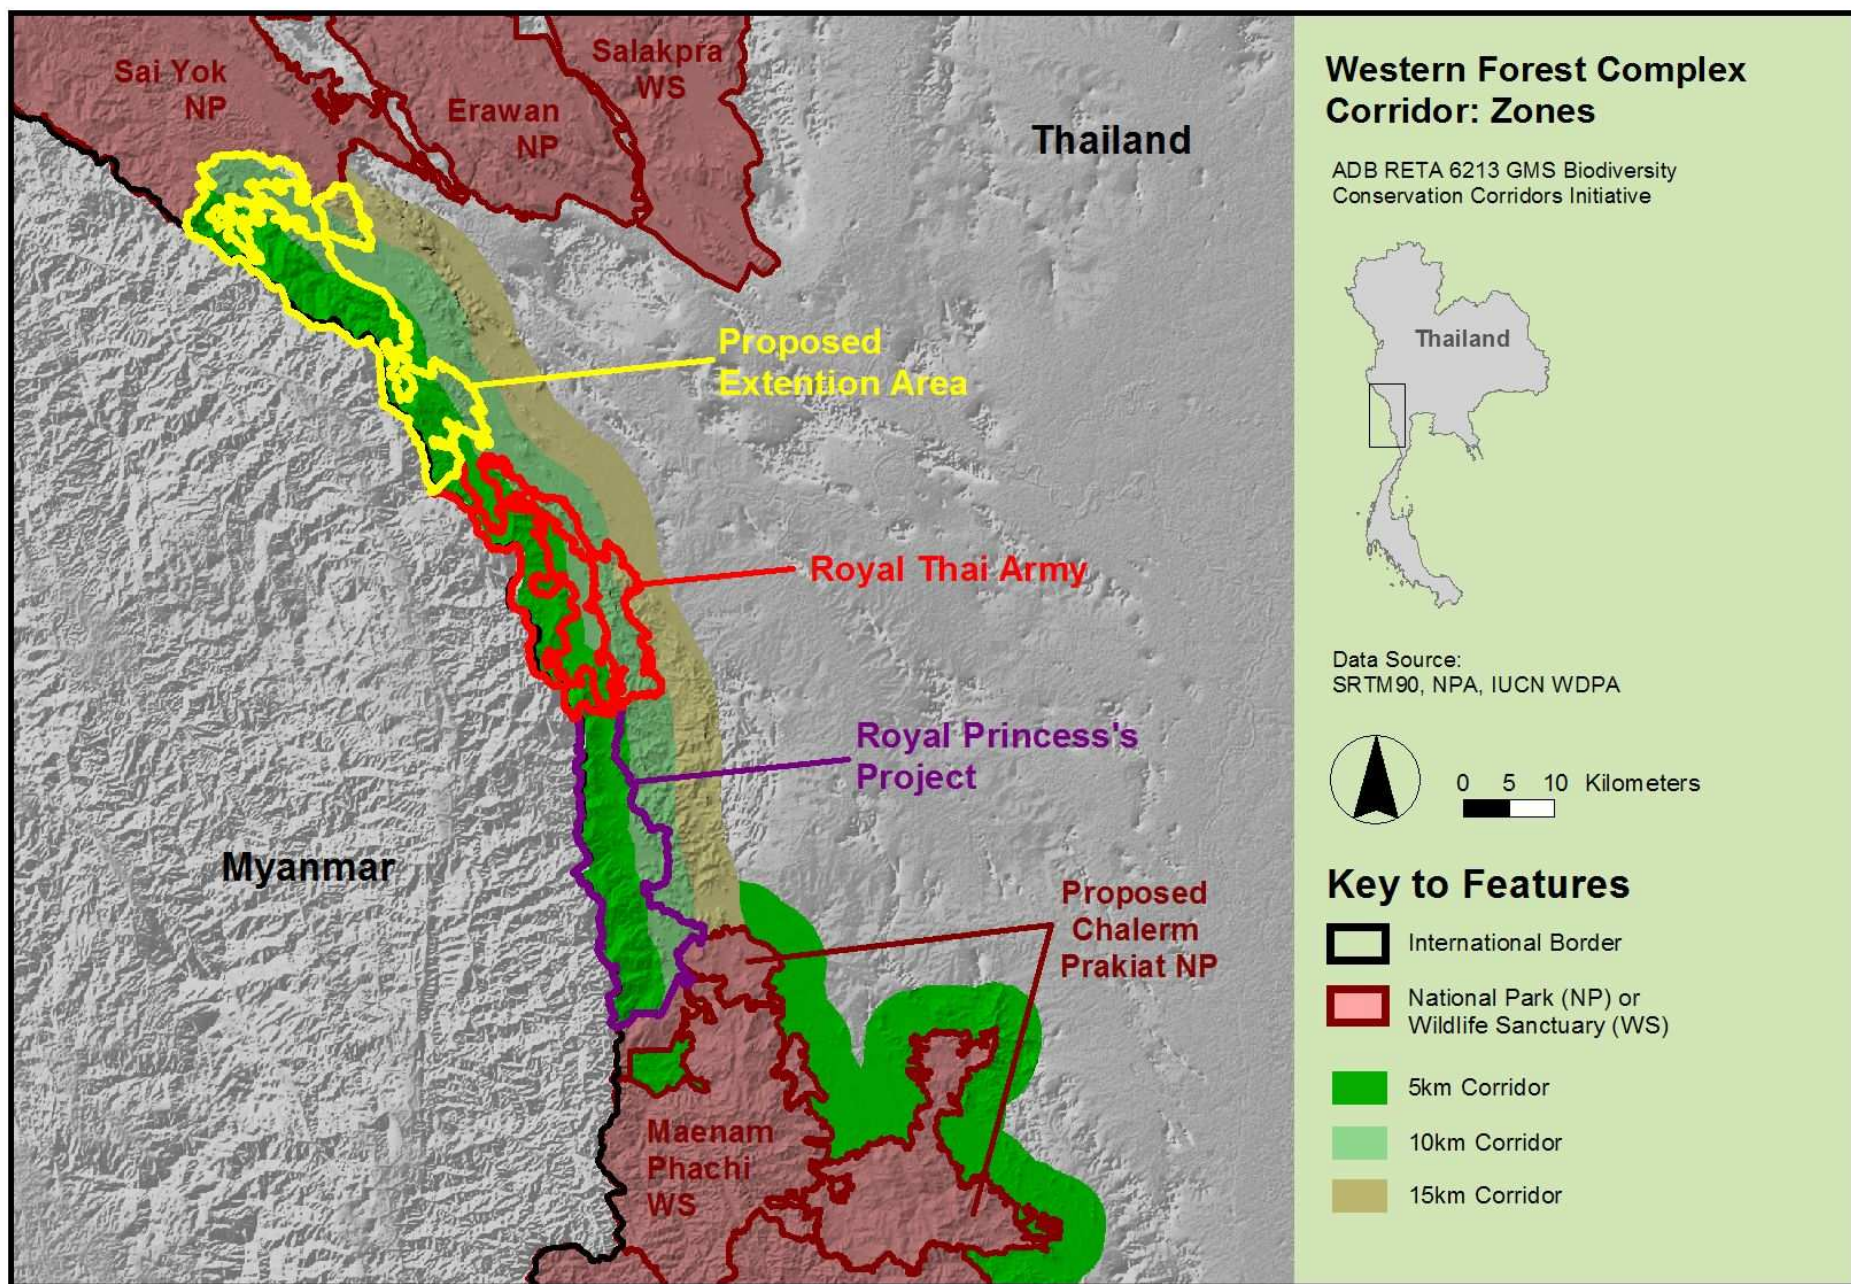 Sai Yok
NP
Erawan
NP
Salakpra
WS
Thailand
Proposed
Extention Area
Royal Thai Army
Royal Princess's
Project
Myanmar
Proposed
Chalerm
Prakiat NP
Maenam
Phachi
WS
Western Forest Complex
Corridor: Zones
ADB RETA 6213 GMS Biodiversity
Conservation Corridors Initiative
Thailand
Data Source:
SRTM90, NPA, IUCN WDPA
0 5 10 Kilometers
Key to Features
International Border
National Park (NP) or
Wildlife Sanctuary (WS)
5km Corridor
10km Corridor
15km Corridor